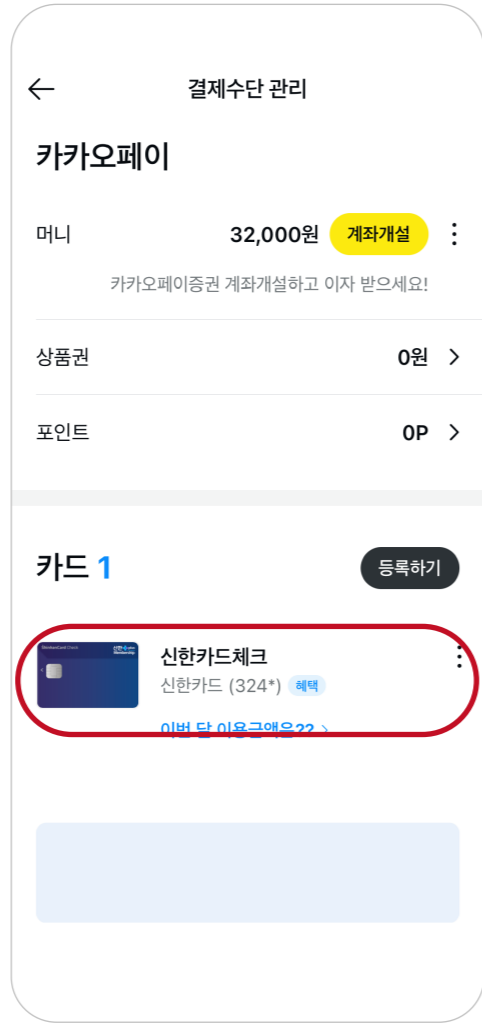 결제수단 관리
카카오페이
머니 32,000원 계좌개설
카카오페이증권 계좌개설하고 이자 받으세요!
상품권 0원
포인트 0P
카드 1 등록하기
신한카드체크
신한카드 (324*) 혜택
이번 달 이용금액은??